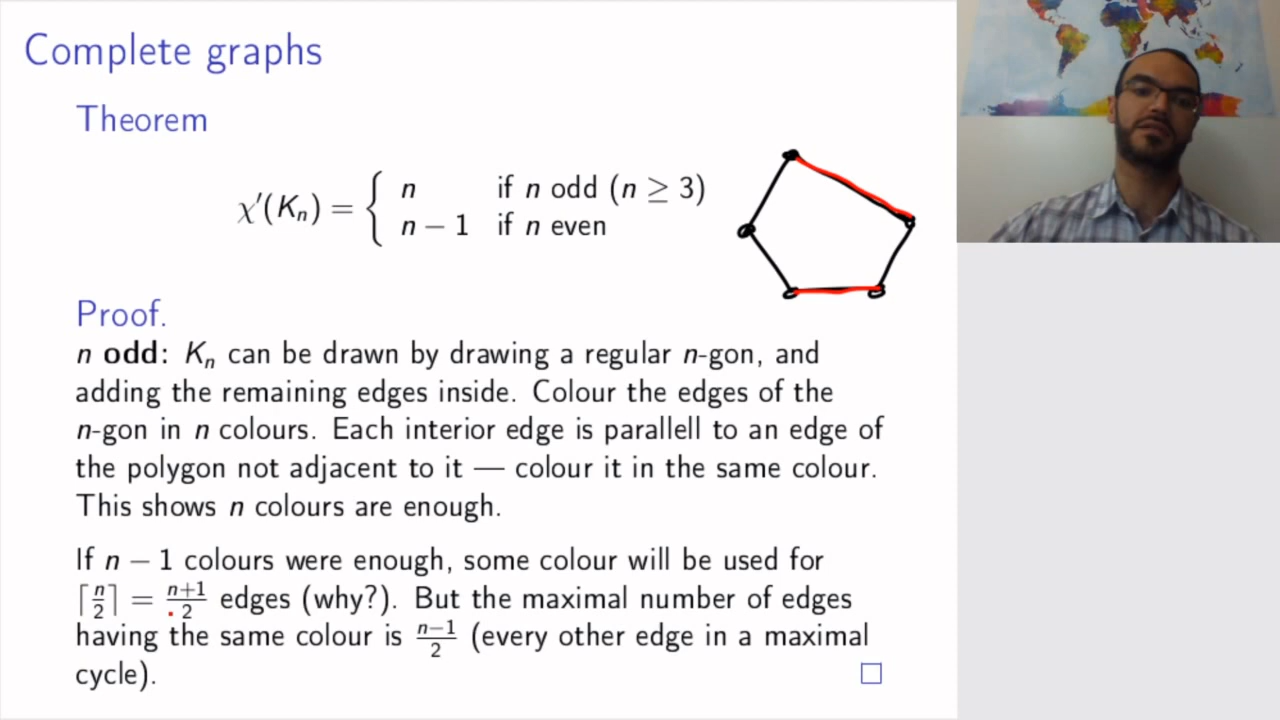 Complete graphs
Theorem
χ′(Kₙ) = { n if n odd (n ≥ 3)
n − 1 if n even
Proof.
n odd: Kₙ can be drawn by drawing a regular n-gon, and
adding the remaining edges inside. Colour the edges of the
n-gon in n colours. Each interior edge is parallell to an edge of
the polygon not adjacent to it — colour it in the same colour.
This shows n colours are enough.
If n − 1 colours were enough, some colour will be used for
⌈n/2⌉ = (n+1)/2 edges (why?). But the maximal number of edges
having the same colour is (n−1)/2 (every other edge in a maximal
cycle). □